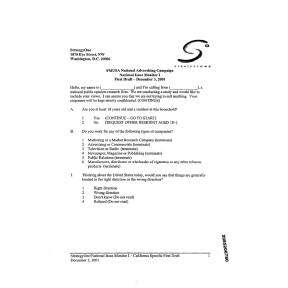 StrategyOne
1875 Eye Street, NW
Washington, D.C. 20006
strategyone
PMUSA National Advertising Campaign
National Issue Monitor I
First Draft – December 3, 2001
Hello, my name is (____________) and I'm calling from (____________), a
national public opinion research firm. We are conducting a study and would like to
include your views. I can assure you that we are not trying to sell anything. Your
responses will be kept strictly confidential. (CONTINUE)
A. Are you at least 18 years old and a resident at this household?
1 Yes (CONTINUE – GO TO START)
2 No (REQUEST OTHER RESIDENT AGED 18+)
B. Do you work for any of the following types of companies?
1 Marketing or a Market Research Company (terminate)
2 Advertising or Communications (terminate)
3 Television or Radio (terminate)
4 Newspaper, Magazine or Publishing (terminate)
5 Public Relations (terminate)
6 Manufacturer, distributor or wholesaler of cigarettes or any other tobacco
products (terminate)
1. Thinking about the United States today, would you say that things are generally
headed in the right direction or the wrong direction?
1 Right direction
2 Wrong direction
3 Don't know (Do not read)
4 Refused (Do not read)
StrategyOne/National Issue Monitor I – California Specific First Draft 1
December 3, 2001